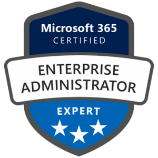 Microsoft 365
CERTIFIED
ENTERPRISE
ADMINISTRATOR
EXPERT